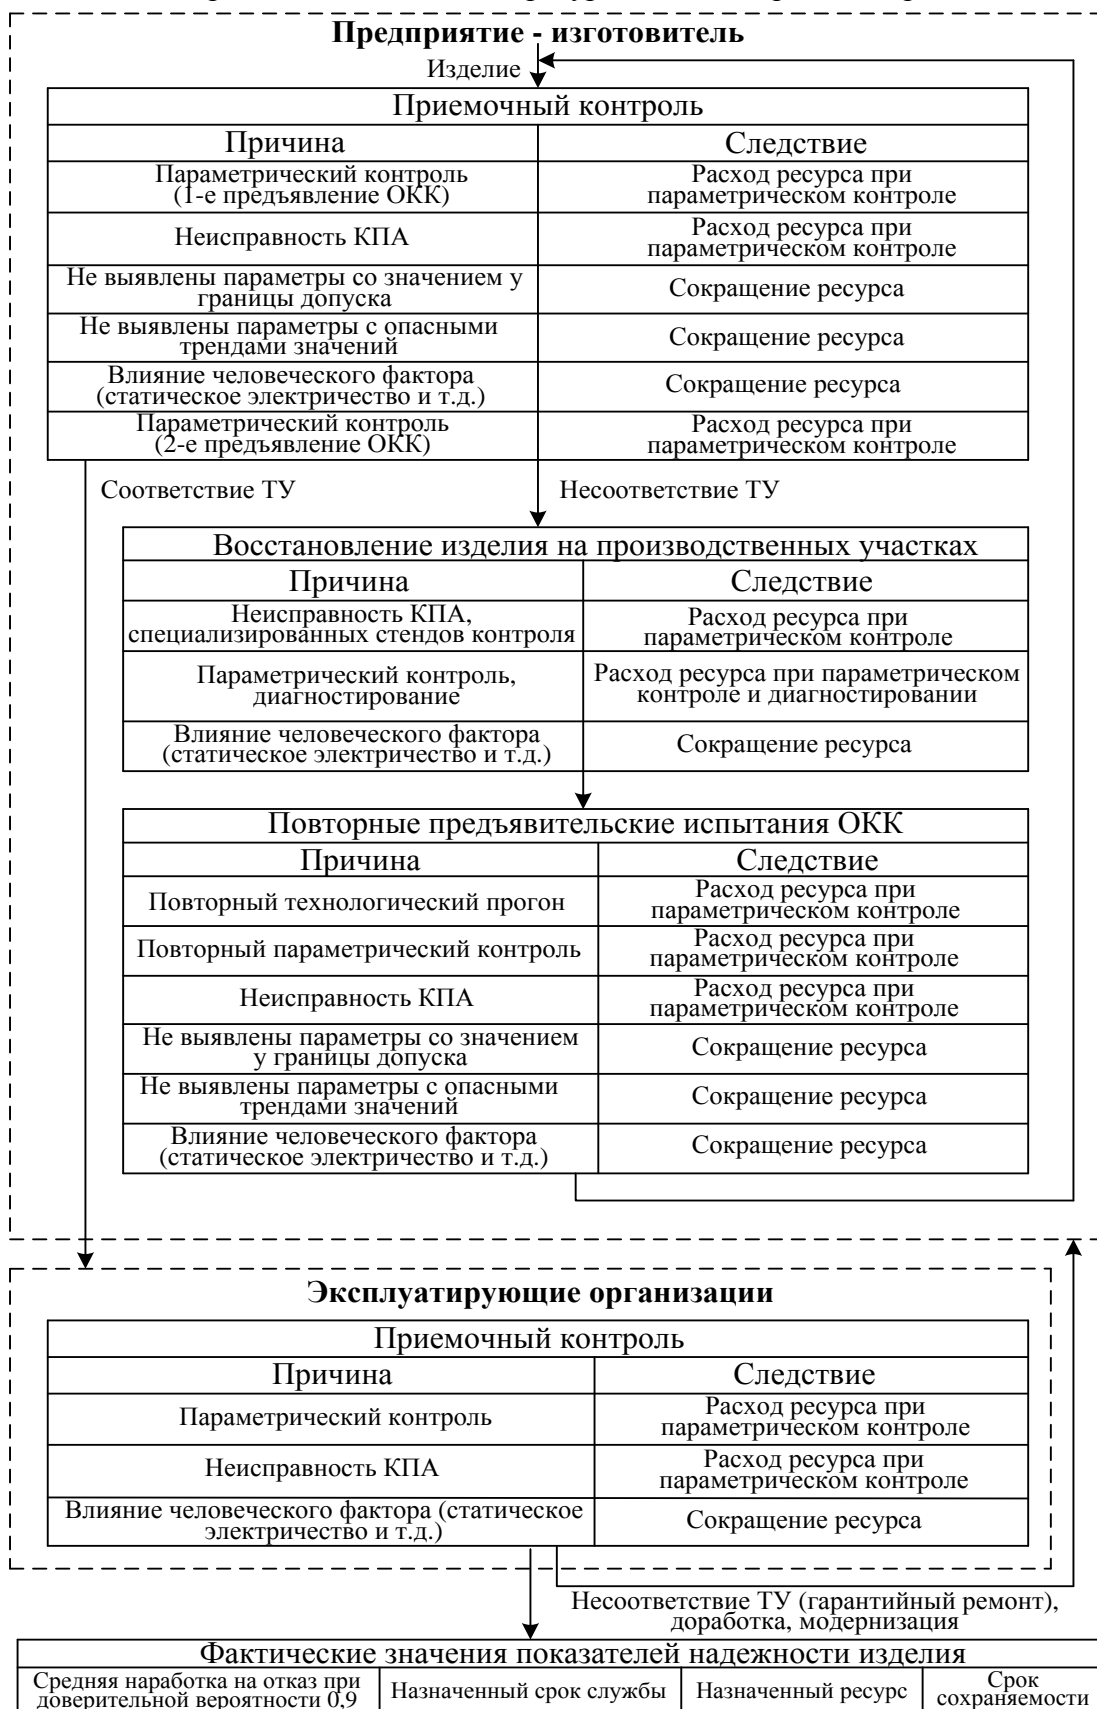 Предприятие - изготовитель
Изделие
Приемочный контроль
Причина
Следствие
Параметрический контроль
(1-е предъявление ОКК)
Расход ресурса при
параметрическом контроле
Неисправность КПА
Расход ресурса при
параметрическом контроле
Не выявлены параметры со значением у
границы допуска
Сокращение ресурса
Не выявлены параметры с опасными
трендами значений
Сокращение ресурса
Влияние человеческого фактора
(статическое электричество и т.д.)
Сокращение ресурса
Параметрический контроль
(2-е предъявление ОКК)
Расход ресурса при
параметрическом контроле
Соответствие ТУ
Несоответствие ТУ
Восстановление изделия на производственных участках
Причина
Следствие
Неисправность КПА,
специализированных стендов контроля
Расход ресурса при
параметрическом контроле
Параметрический контроль,
диагностирование
Расход ресурса при параметрическом
контроле и диагностировании
Влияние человеческого фактора
(статическое электричество и т.д.)
Сокращение ресурса
Повторные предъявительские испытания ОКК
Причина
Следствие
Повторный технологический прогон
Расход ресурса при
параметрическом контроле
Повторный параметрический контроль
Расход ресурса при
параметрическом контроле
Неисправность КПА
Расход ресурса при
параметрическом контроле
Не выявлены параметры со значением
у границы допуска
Сокращение ресурса
Не выявлены параметры с опасными
трендами значений
Сокращение ресурса
Влияние человеческого фактора
(статическое электричество и т.д.)
Сокращение ресурса
Эксплуатирующие организации
Приемочный контроль
Причина
Следствие
Параметрический контроль
Расход ресурса при
параметрическом контроле
Неисправность КПА
Расход ресурса при
параметрическом контроле
Влияние человеческого фактора (статическое
электричество и т.д.)
Сокращение ресурса
Несоответствие ТУ (гарантийный ремонт),
доработка, модернизация
Фактические значения показателей надежности изделия
Средняя наработка на отказ при
доверительной вероятности 0,9
Назначенный срок службы
Назначенный ресурс
Срок
сохраняемости